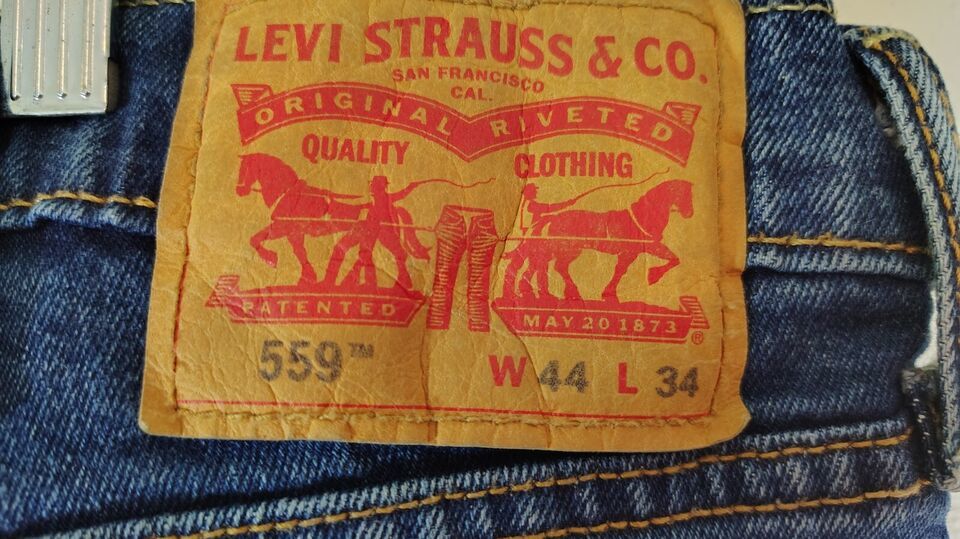 LEVI STRAUSS & CO.
SAN FRANCISCO
CAL.
ORIGINAL RIVETED
QUALITY CLOTHING
PATENTED MAY 20 1873 ®
559™ W 44 L 34